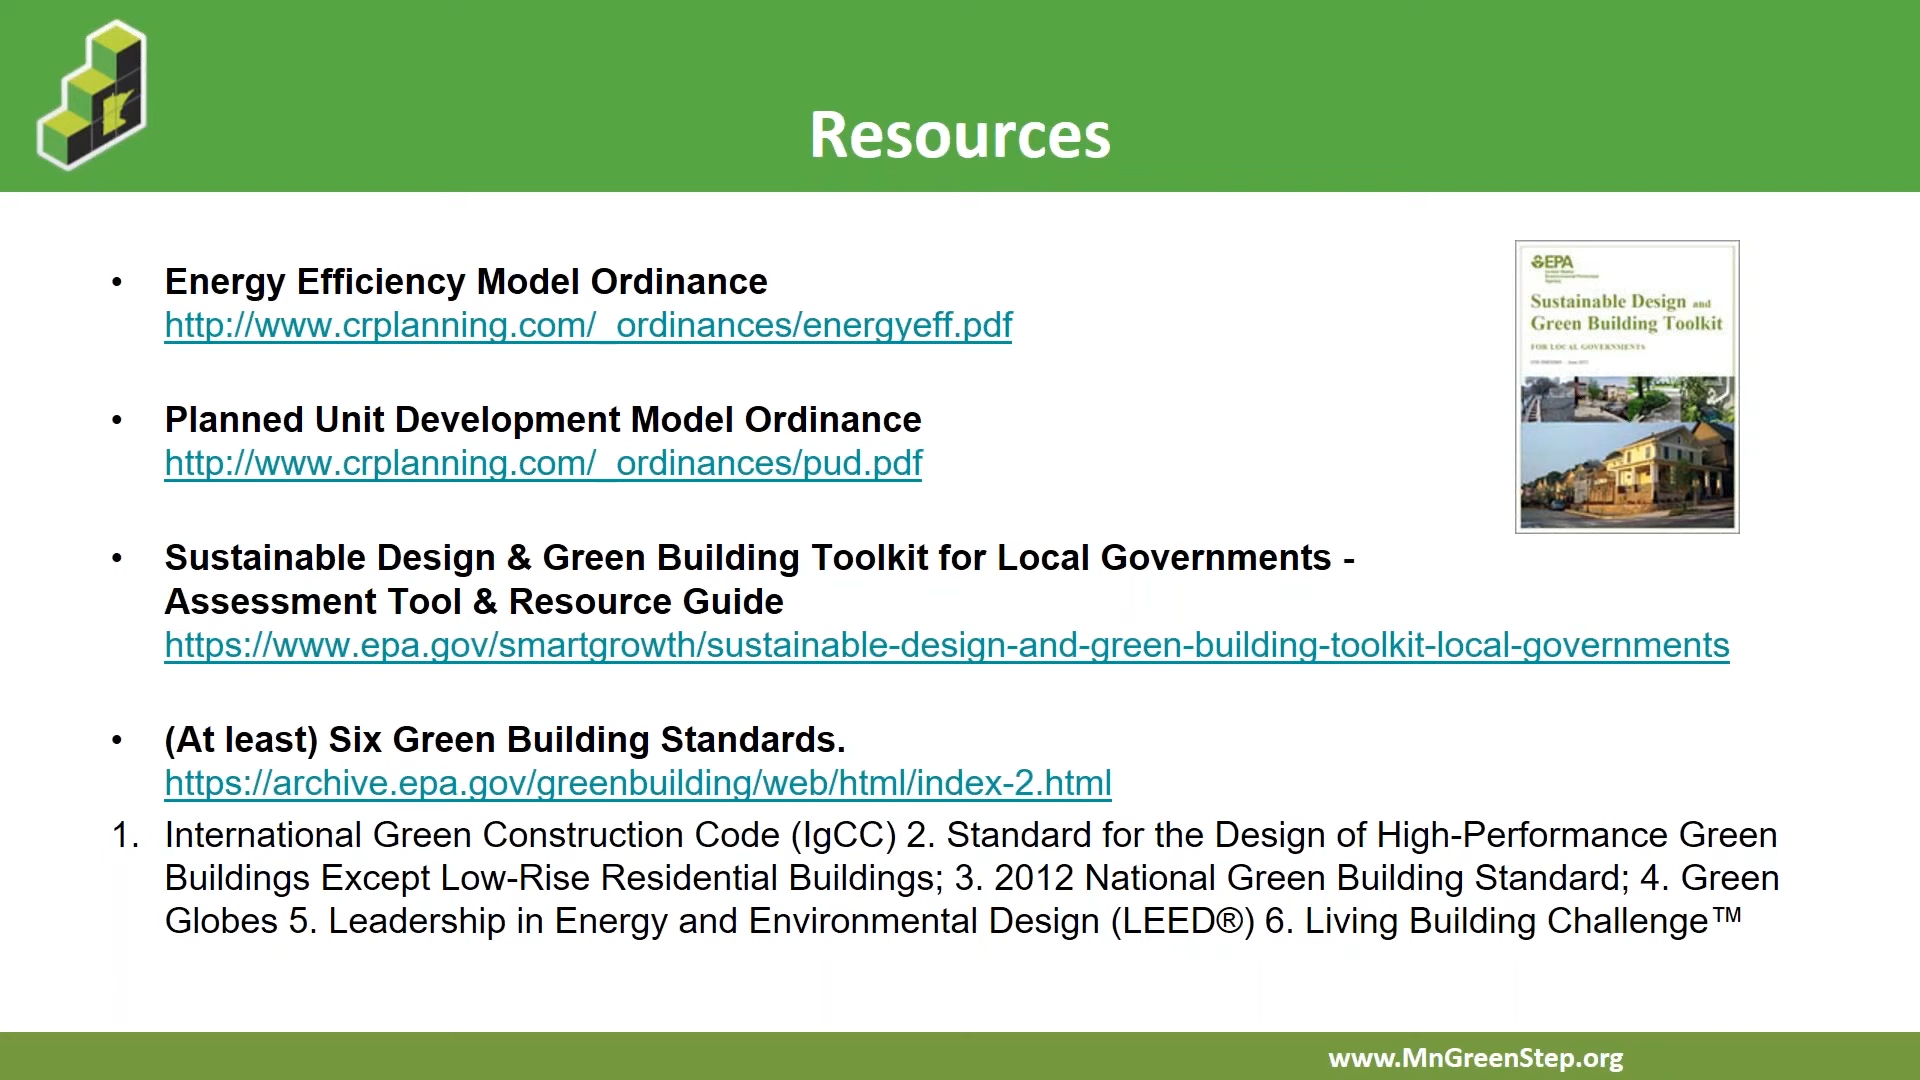 Resources
• Energy Efficiency Model Ordinance
http://www.crplanning.com/_ordinances/energyeff.pdf
• Planned Unit Development Model Ordinance
http://www.crplanning.com/_ordinances/pud.pdf
• Sustainable Design & Green Building Toolkit for Local Governments -
Assessment Tool & Resource Guide
https://www.epa.gov/smartgrowth/sustainable-design-and-green-building-toolkit-local-governments
• (At least) Six Green Building Standards.
https://archive.epa.gov/greenbuilding/web/html/index-2.html
1. International Green Construction Code (IgCC) 2. Standard for the Design of High-Performance Green
Buildings Except Low-Rise Residential Buildings; 3. 2012 National Green Building Standard; 4. Green
Globes 5. Leadership in Energy and Environmental Design (LEED®) 6. Living Building Challenge™
EPA
Sustainable Design and
Green Building Toolkit
FOR LOCAL GOVERNMENTS
www.MnGreenStep.org